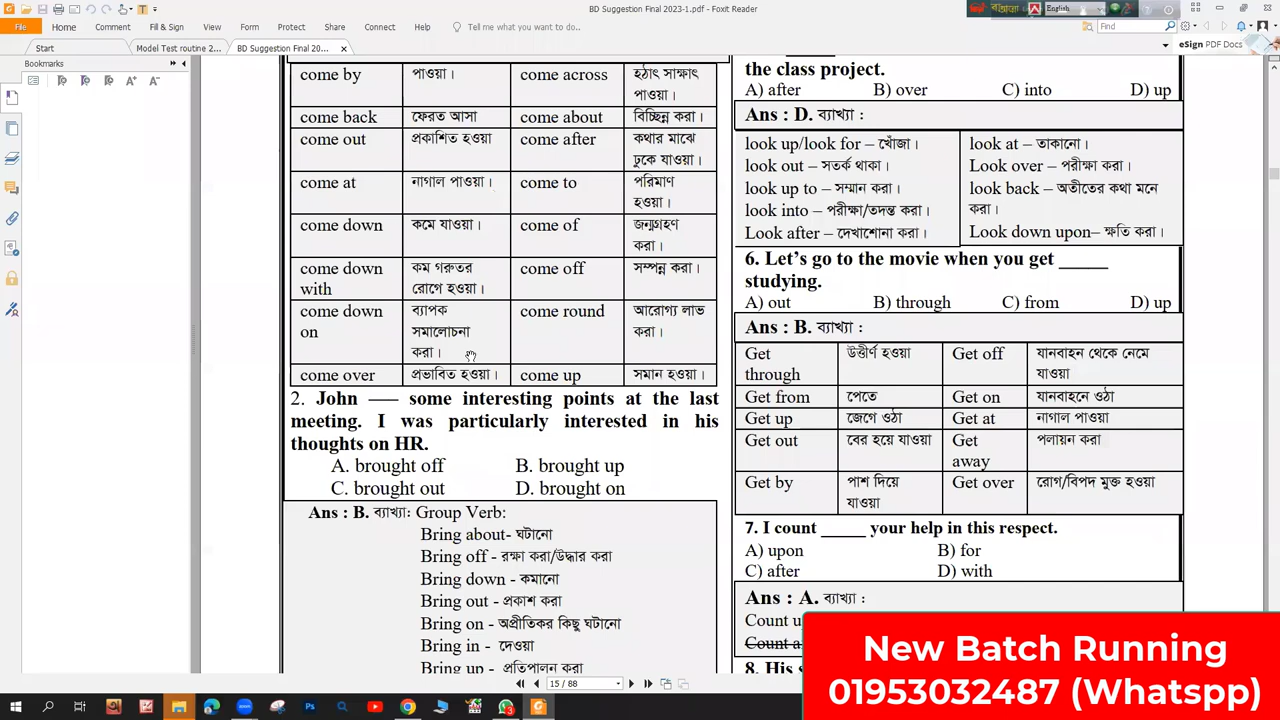 BD Suggestion Final 2023-1.pdf - Foxit Reader
English
File Home Comment Fill & Sign View Form Protect Share Connect Help Tell me what you want to do... Find
Start Model Test routine 2... BD Suggestion Final 20... eSign PDF Docs
Bookmarks
come by পাওয়া। come across হঠাৎ সাক্ষাৎ
পাওয়া।
come back ফেরত আসা come about বিচ্ছিন্ন করা।
come out প্রকাশিত হওয়া come after কথার মাঝে
ঢুকে যাওয়া।
come at নাগাল পাওয়া। come to পরিমাণ
হওয়া।
come down কমে যাওয়া। come of জন্মগ্রহণ
করা।
come down কম গরুতর come off সম্পন্ন করা।
with রোগে হওয়া।
come down ব্যাপক come round আরোগ্য লাভ
on সমালোচনা করা।
করা।
come over প্রভাবিত হওয়া। come up সমান হওয়া।
2. John —– some interesting points at the last
meeting. I was particularly interested in his
thoughts on HR.
A. brought off B. brought up
C. brought out D. brought on
Ans : B. ব্যাখ্যা: Group Verb:
Bring about- ঘটানো
Bring off - রক্ষা করা/উদ্ধার করা
Bring down - কমানো
Bring out - প্রকাশ করা
Bring on - অপ্রীতিকর কিছু ঘটানো
Bring in - দেওয়া
Bring up - প্রতিপালন করা
the class project.
A) after B) over C) into D) up
Ans : D. ব্যাখ্যা :
look up/look for – খোঁজা। look at – তাকানো।
look out – সতর্ক থাকা। Look over – পরীক্ষা করা।
look up to – সম্মান করা। look back – অতীতের কথা মনে
look into – পরীক্ষা/তদন্ত করা। করা।
Look after – দেখাশোনা করা। Look down upon– ক্ষতি করা।
6. Let’s go to the movie when you get _____
studying.
A) out B) through C) from D) up
Ans : B. ব্যাখ্যা :
Get উত্তীর্ণ হওয়া Get off যানবাহন থেকে নেমে
through যাওয়া
Get from পেতে Get on যানবাহনে ওঠা
Get up জেগে ওঠা Get at নাগাল পাওয়া
Get out বের হয়ে যাওয়া Get পলায়ন করা
away
Get by পাশ দিয়ে Get over রোগ/বিপদ মুক্ত হওয়া
যাওয়া
7. I count _____ your help in this respect.
A) upon B) for
C) after D) with
Ans : A. ব্যাখ্যা :
Count u
Count a
8. His s
New Batch Running
01953032487 (Whatspp)
15 / 88